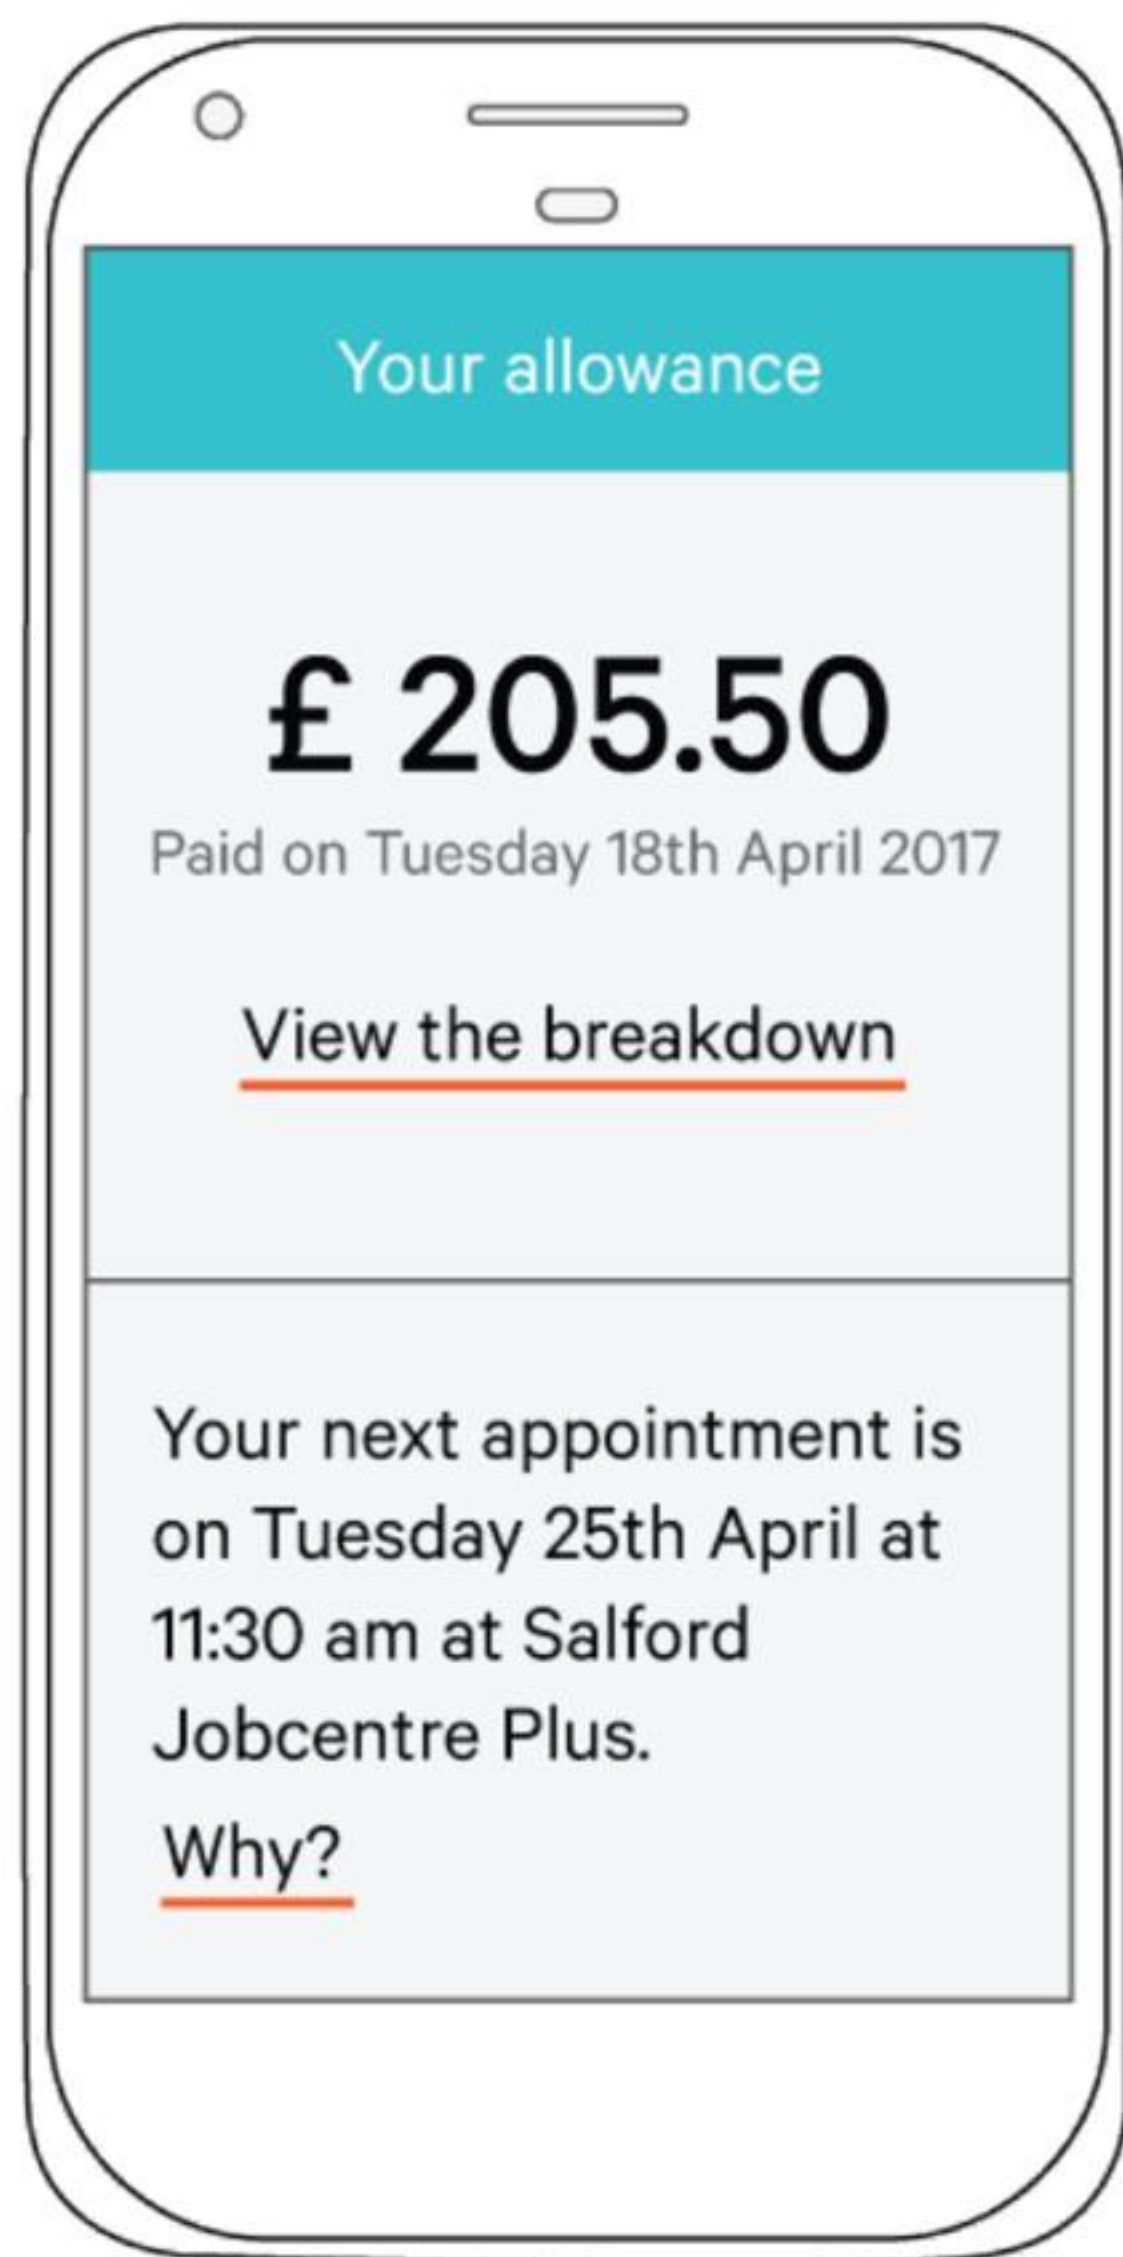 Your allowance
£ 205.50
Paid on Tuesday 18th April 2017
View the breakdown
Your next appointment is
on Tuesday 25th April at
11:30 am at Salford
Jobcentre Plus.
Why?